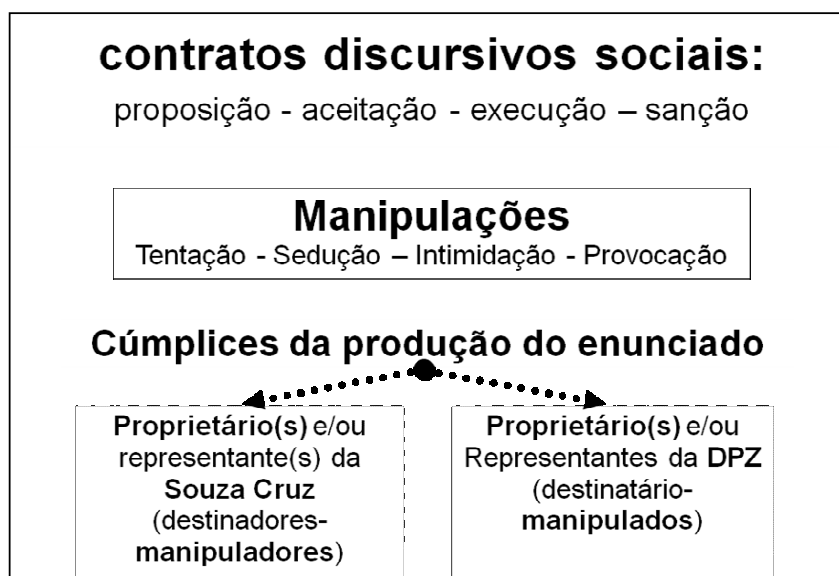 contratos discursivos sociais:
proposição - aceitação - execução – sanção
Manipulações
Tentação - Sedução – Intimidação - Provocação
Cúmplices da produção do enunciado
Proprietário(s) e/ou
representante(s) da
Souza Cruz
(destinadores-
manipuladores)
Proprietário(s) e/ou
Representantes da DPZ
(destinatário-
manipulados)